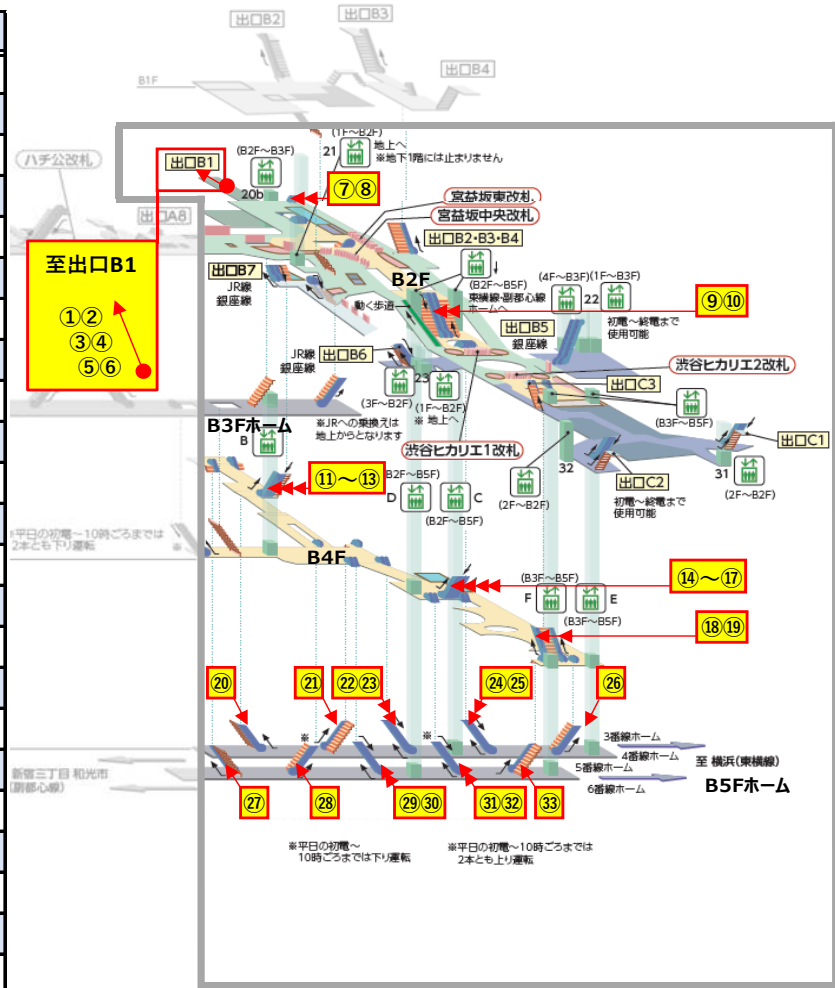 出口B2
出口B3
出口B4
B1F
ハチ公改札
出口A8
出口B1
(B2F～B3F)
20b
(1F～B2F)
21
地上へ
※地下1階には止まりません
⑦⑧
宮益坂東改札
宮益坂中央改札
出口B2・B3・B4
至出口B1
①②
③④
⑤⑥
出口B7
JR線
銀座線
B2F
(B2F～B5F)
東横線・副都心線
ホームへ
動く歩道
(4F～B3F)
(1F～B3F)
22
初電～終電まで
使用可能
⑨⑩
出口B5
銀座線
JR線
銀座線
出口B6
(3F～B2F)
23
(1F～B2F)
※ 地上へ
渋谷ヒカリエ2改札
出口C3
(B3F～B5F)
B3Fホーム
B
※JRへの乗換えは
地上からとなります
渋谷ヒカリエ1改札
出口C1
31
(2F～B2F)
32
出口C2
初電～終電まで
使用可能
(2F～B2F)
⑪～⑬
(B2F～B5F)
D
C
(B2F～B5F)
※平日の初電～10時ごろまでは
2本とも下り運転
※
B4F
⑭～⑰
(B3F～B5F)
F
E
(B3F～B5F)
⑱⑲
⑳
㉑
㉒㉓
㉔㉕
㉖
※
※
3番線ホーム
4番線ホーム
5番線ホーム
6番線ホーム
至 横浜(東横線)
B5Fホーム
新宿三丁目 和光市
(副都心線)
㉗
㉘
㉙㉚
㉛㉜
㉝
※平日の初電～
10時ごろまでは下り運転
※平日の初電～10時ごろまでは
2本とも上り運転